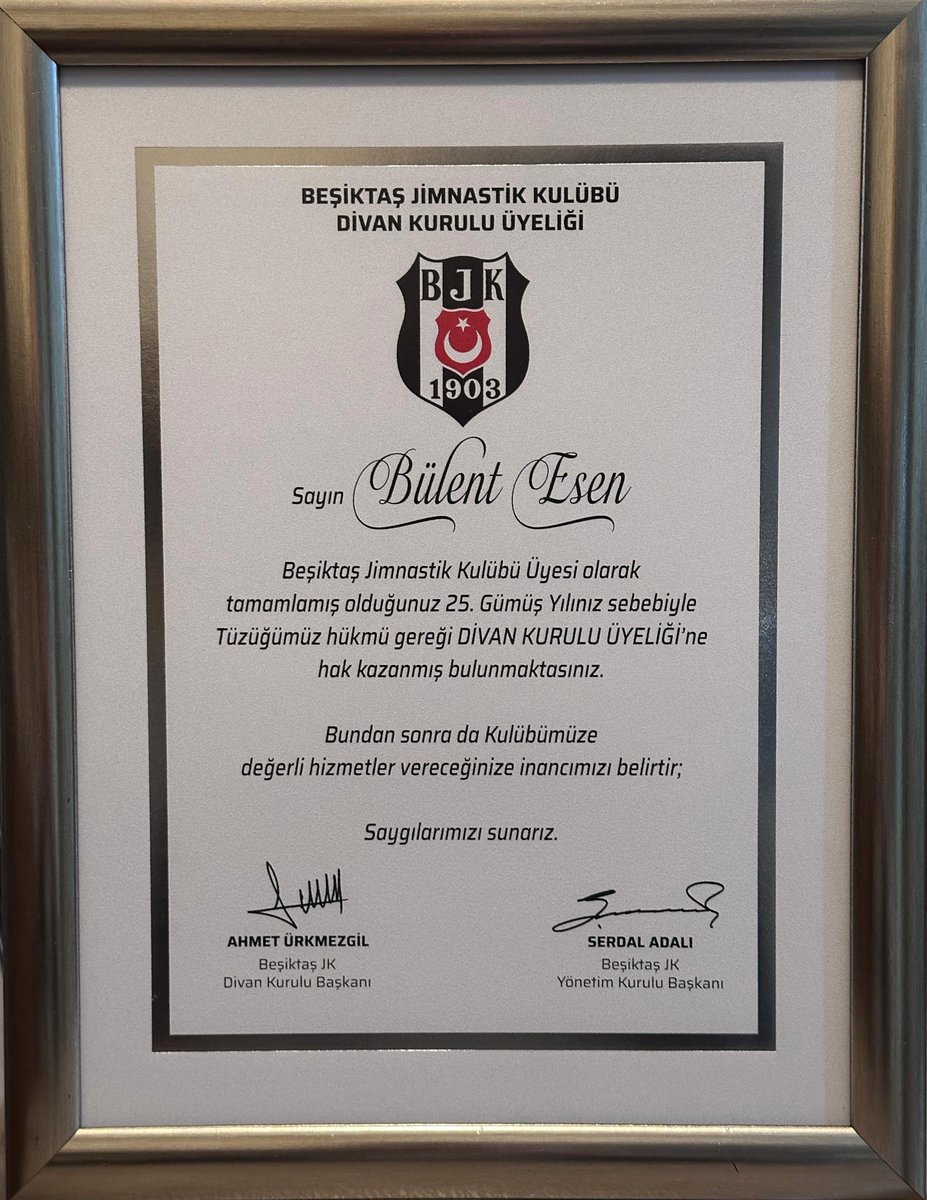 BEŞİKTAŞ JİMNASTİK KULÜBÜ
DİVAN KURULU ÜYELİĞİ
BJK
1903
Sayın Bülent Esen
Beşiktaş Jimnastik Kulübü Üyesi olarak
tamamlamış olduğunuz 25. Gümüş Yılınız sebebiyle
Tüzüğümüz hükmü gereği DİVAN KURULU ÜYELİĞİ'ne
hak kazanmış bulunmaktasınız.
Bundan sonra da Kulübümüze
değerli hizmetler vereceğinize inancımızı belirtir;
Saygılarımızı sunarız.
AHMET ÜRKMEZGİL
Beşiktaş JK
Divan Kurulu Başkanı
SERDAL ADALI
Beşiktaş JK
Yönetim Kurulu Başkanı